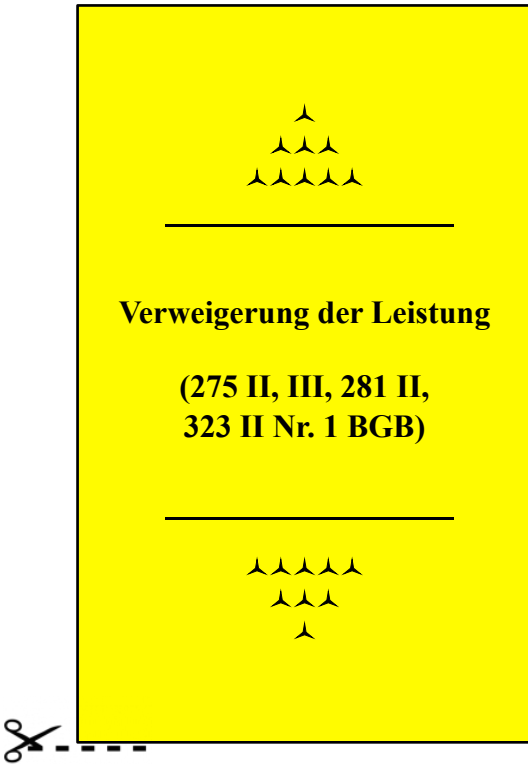 Verweigerung der Leistung
(275 II, III, 281 II,
323 II Nr. 1 BGB)